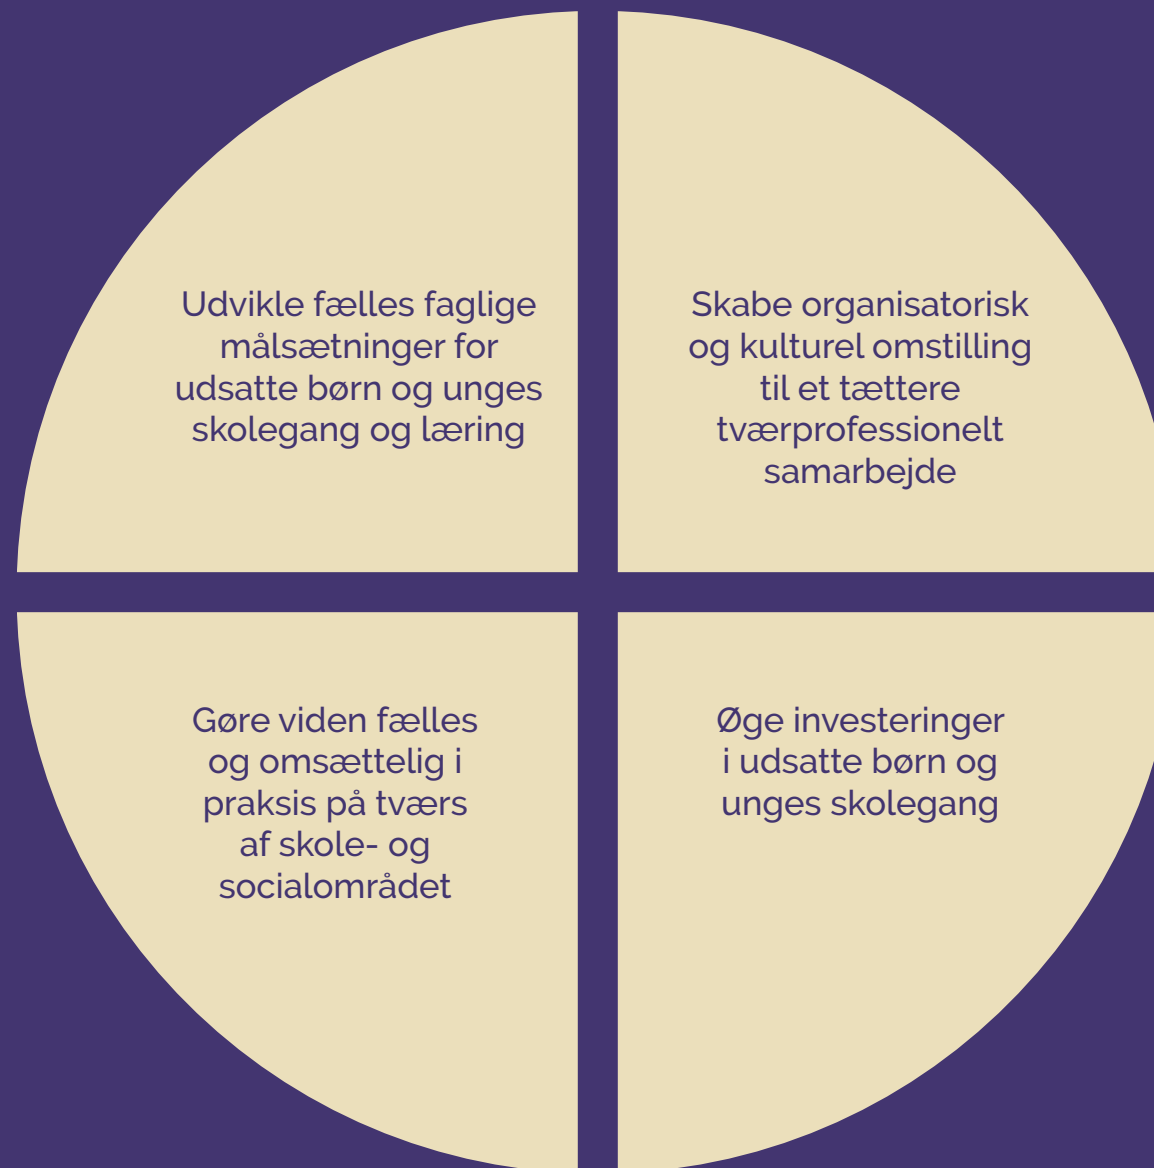 Udvikle fælles faglige
målsætninger for
udsatte børn og unges
skolegang og læring
Skabe organisatorisk
og kulturel omstilling
til et tættere
tværprofessionelt
samarbejde
Gøre viden fælles
og omsættelig i
praksis på tværs
af skole- og
socialområdet
Øge investeringer
i udsatte børn og
unges skolegang